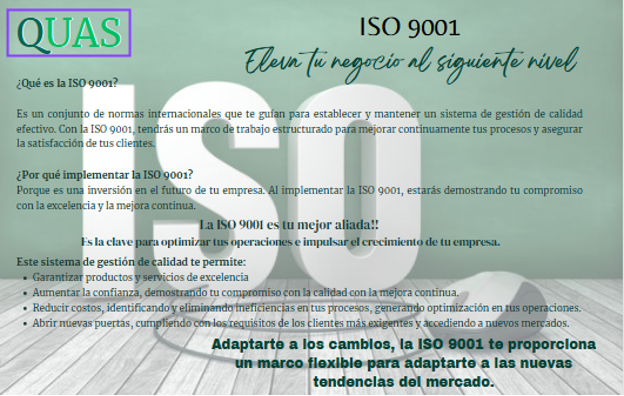 QUAS
ISO 9001
Eleva tu negocio al siguiente nivel
¿Qué es la ISO 9001?
Es un conjunto de normas internacionales que te guían para establecer y mantener un sistema de gestión de calidad
efectivo. Con la ISO 9001, tendrás un marco de trabajo estructurado para mejorar continuamente tus procesos y asegurar
la satisfacción de tus clientes.
¿Por qué implementar la ISO 9001?
Porque es una inversión en el futuro de tu empresa. Al implementar la ISO 9001, estarás demostrando tu compromiso
con la excelencia y la mejora continua.
La ISO 9001 es tu mejor aliada!!
Es la clave para optimizar tus operaciones e impulsar el crecimiento de tu empresa.
Este sistema de gestión de calidad te permite:
• Garantizar productos y servicios de excelencia
• Aumentar la confianza, demostrando tu compromiso con la calidad con la mejora continua.
• Reducir costos, identificando y eliminando ineficiencias en tus procesos, generando optimización en tus operaciones.
• Abrir nuevas puertas, cumpliendo con los requisitos de los clientes más exigentes y accediendo a nuevos mercados.
Adaptarte a los cambios, la ISO 9001 te proporciona
un marco flexible para adaptarte a las nuevas
tendencias del mercado.
ISO